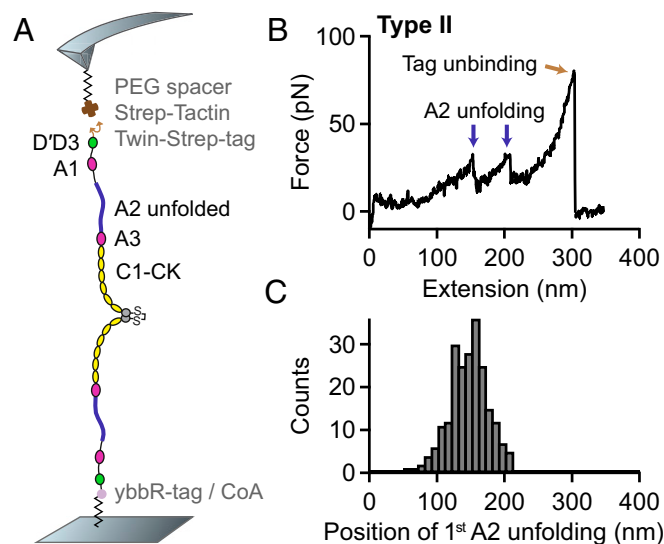 A
PEG spacer
Strep-Tactin
Twin-Strep-tag
D′D3
A1
A2 unfolded
A3
C1-CK
S
S
ybbR-tag / CoA
B
Type II
100
50
0
Force (pN)
Tag unbinding
A2 unfolding
0
100
200
300
400
Extension (nm)
C
30
20
10
0
Counts
0
100
200
300
400
Position of 1st A2 unfolding (nm)